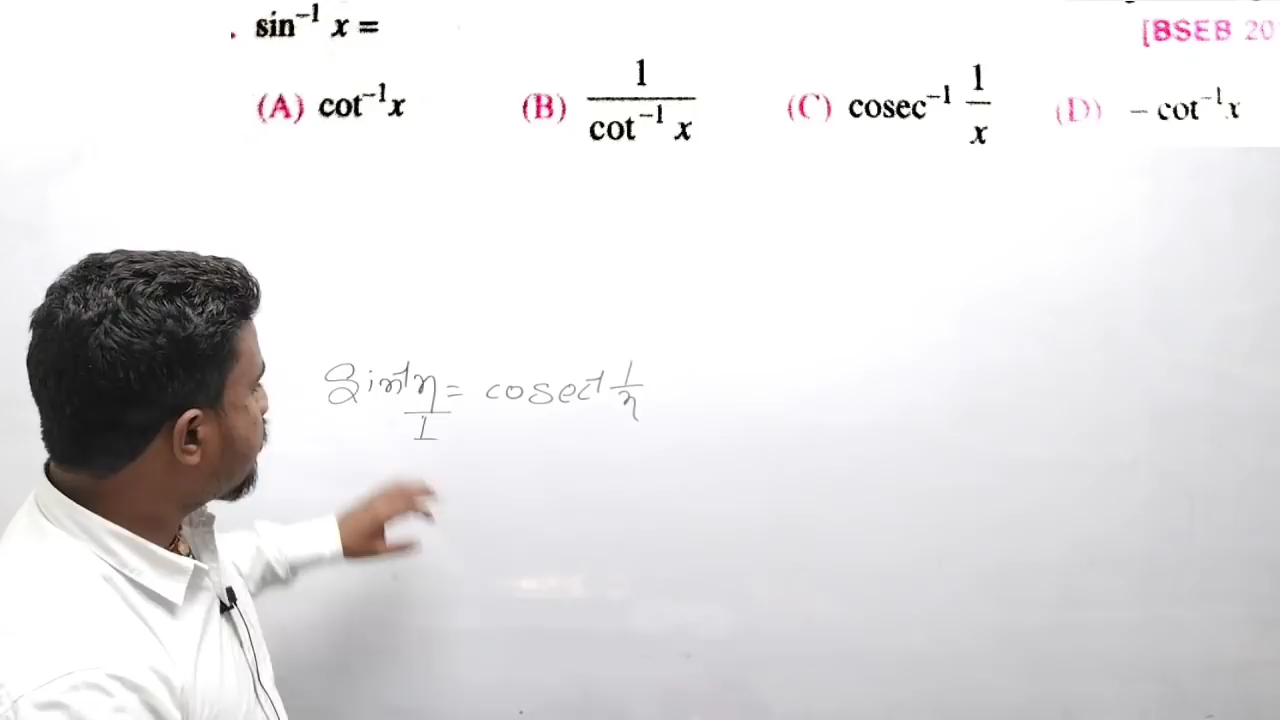 . sin⁻¹ x = [BSEB 20
(A) cot⁻¹x (B) 1/cot⁻¹ x (C) cosec⁻¹ 1/x (D) – cot⁻¹x
sin⁻¹x/1 = cosec⁻¹ 1/x